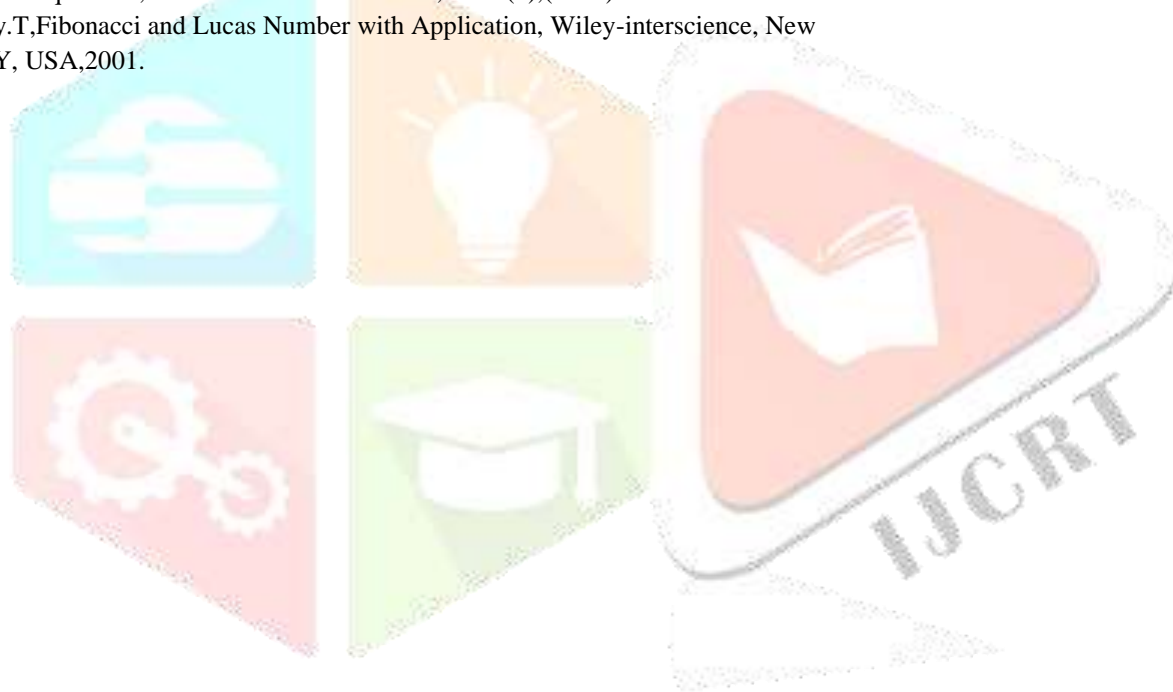 y.T,Fibonacci and Lucas Number with Application, Wiley-interscience, New
Y, USA,2001.
IJCRT